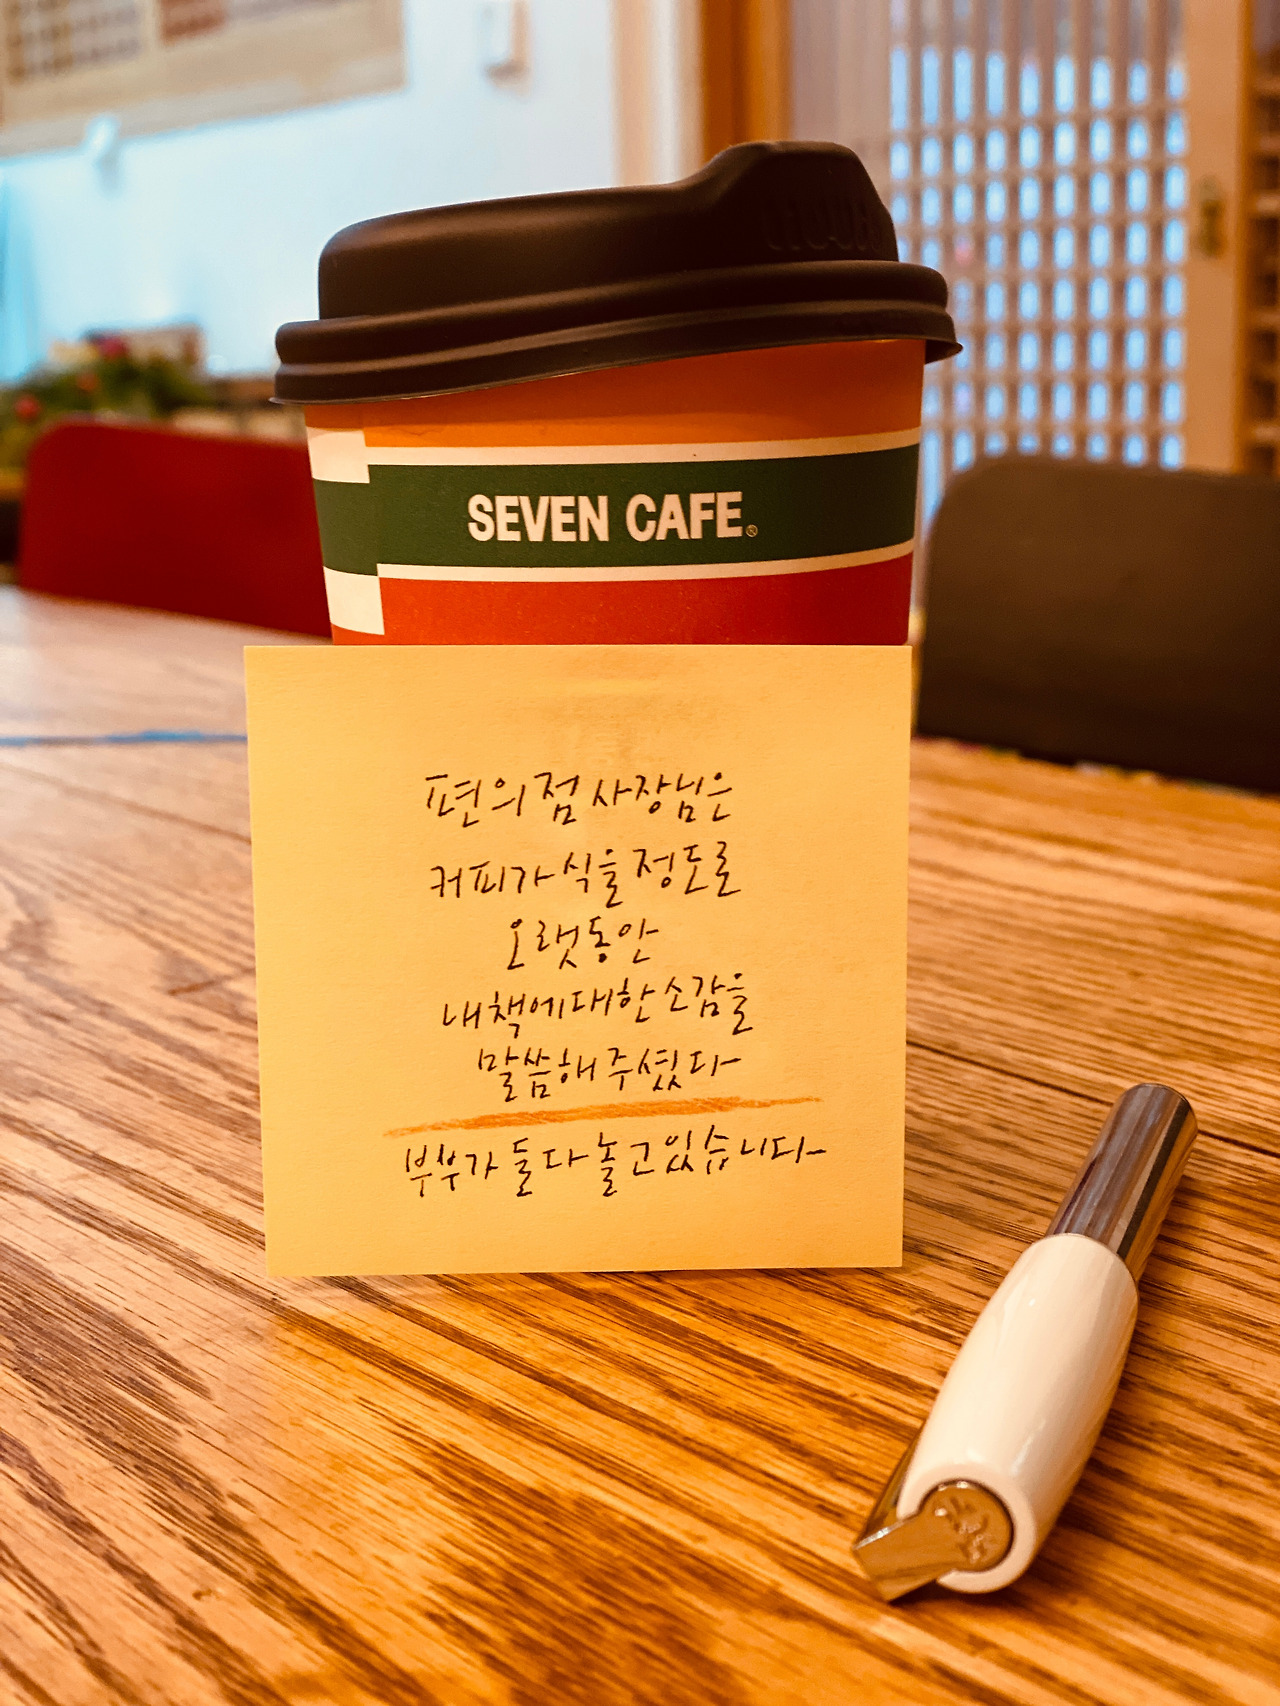 SEVEN CAFE®
편의점 사장님은
커피가 식을 정도로
오랫동안
내 책에 대한 소감을
말씀해 주셨다
부부가 둘 다 놀고 있습니다